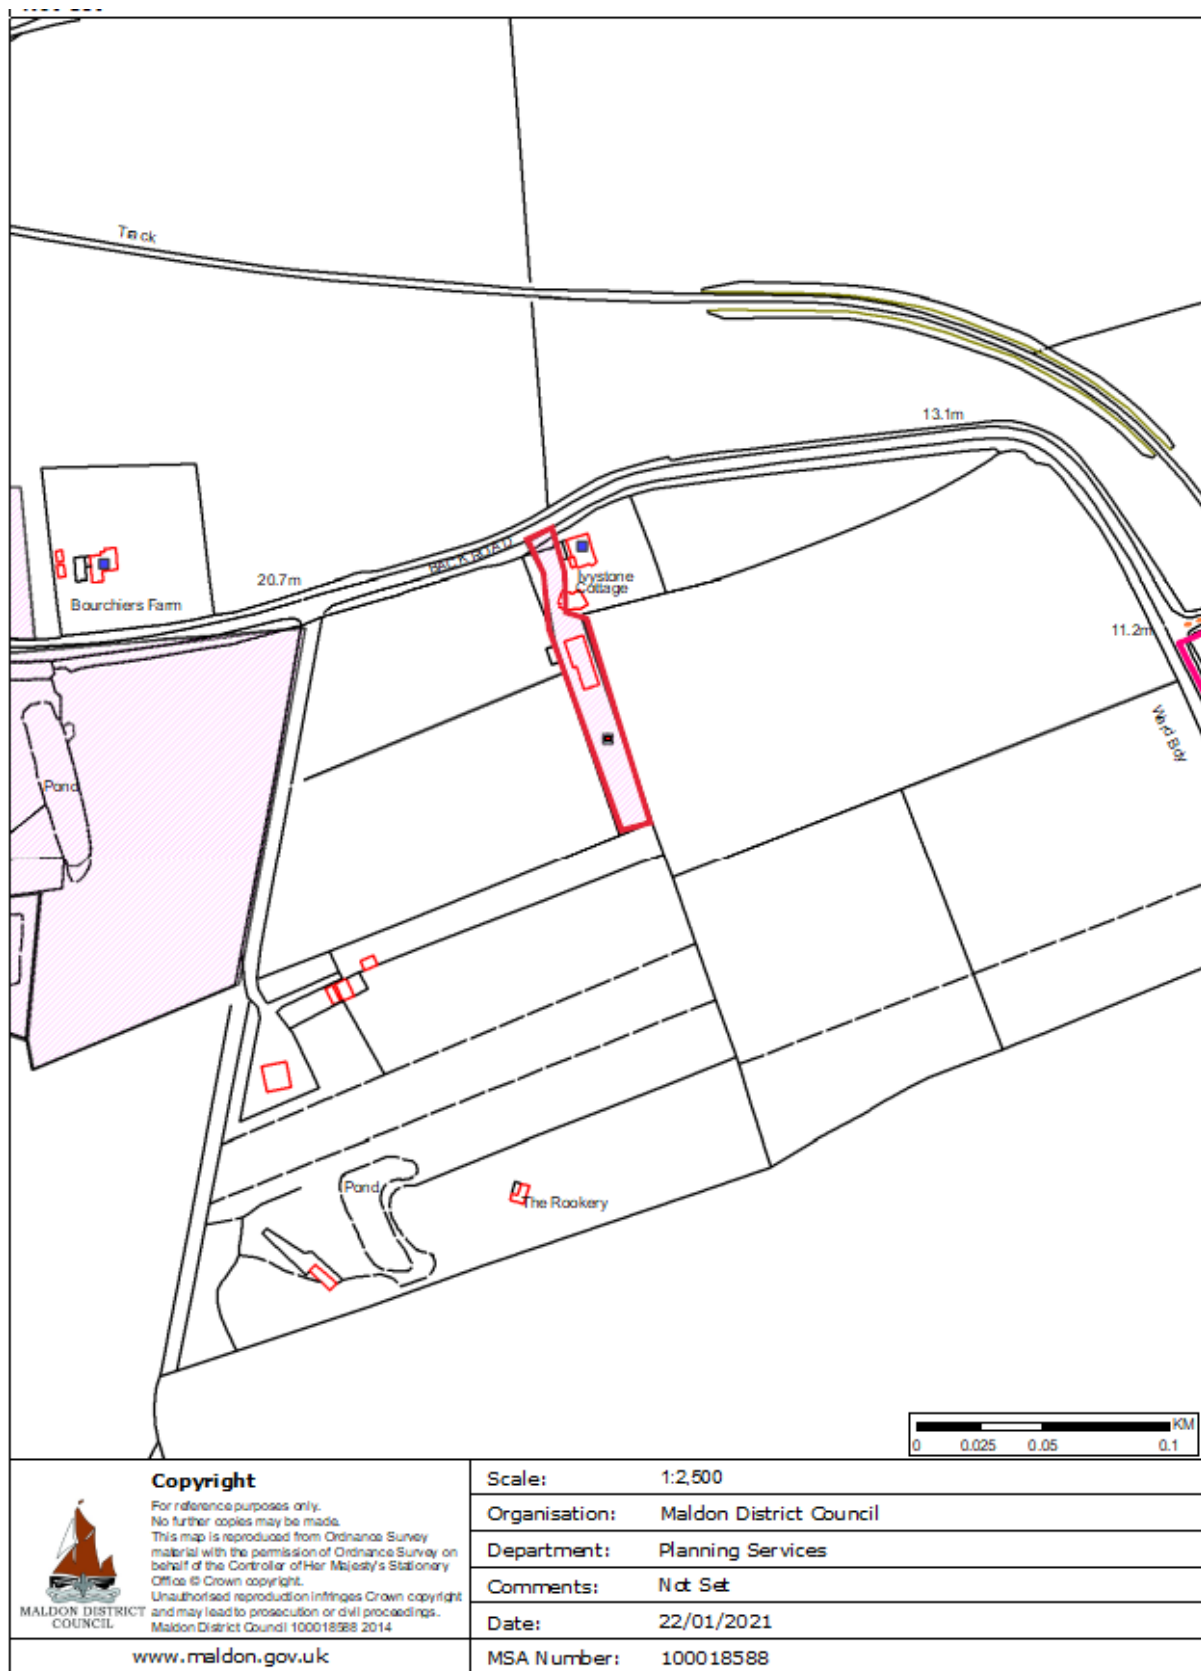 Track
13.1m
BACK ROAD
20.7m
Ivystone
Cottage
Bourchiers Farm
11.2m
Ward Bdy
Pond
Pond
The Rookery
KM
0 0.025 0.05 0.1
Copyright
For reference purposes only.
No further copies may be made.
This map is reproduced from Ordnance Survey
material with the permission of Ordnance Survey on
behalf of the Controller of Her Majesty's Stationery
Office © Crown copyright.
Unauthorised reproduction infringes Crown copyright
and may lead to prosecution or civil proceedings.
Maldon District Council 100018588 2014
MALDON DISTRICT
COUNCIL
www.maldon.gov.uk
Scale: 1:2,500
Organisation: Maldon District Council
Department: Planning Services
Comments: Not Set
Date: 22/01/2021
MSA Number: 100018588